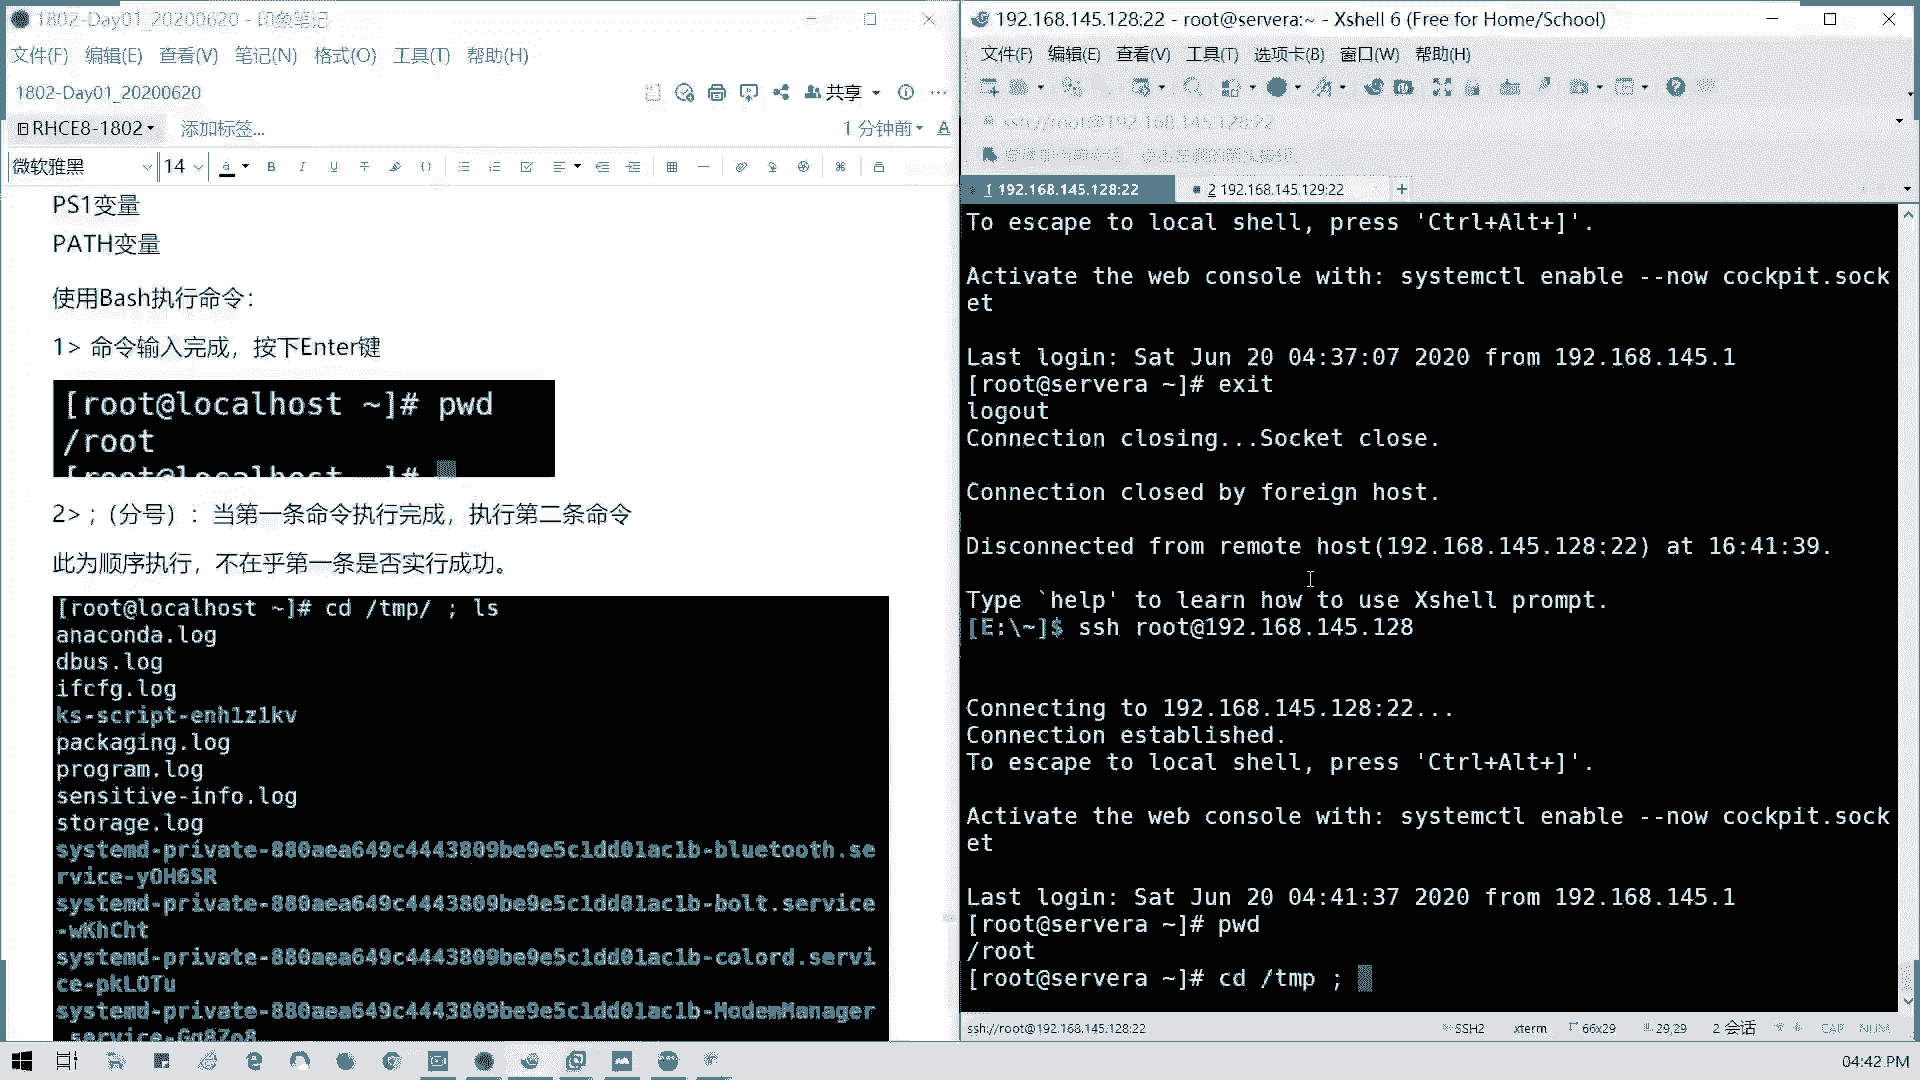 1802-Day01_20200620 - 印象笔记
文件(F) 编辑(E) 查看(V) 笔记(N) 格式(O) 工具(T) 帮助(H)
1802-Day01_20200620
共享
RHCE8-1802
添加标签...
1 分钟前
微软雅黑
14
PS1变量
PATH变量
使用Bash执行命令：
1> 命令输入完成，按下Enter键
[root@localhost ~]# pwd
/root
[root@localhost ~]#
2> ；(分号) ：当第一条命令执行完成，执行第二条命令
此为顺序执行，不在乎第一条是否实行成功。
[root@localhost ~]# cd /tmp/ ; ls
anaconda.log
dbus.log
ifcfg.log
ks-script-enh1z1kv
packaging.log
program.log
sensitive-info.log
storage.log
systemd-private-880aea649c4443809be9e5c1dd01ac1b-bluetooth.se
rvice-yOH6SR
systemd-private-880aea649c4443809be9e5c1dd01ac1b-bolt.service
-wKhCht
systemd-private-880aea649c4443809be9e5c1dd01ac1b-colord.servi
ce-pkLOTu
systemd-private-880aea649c4443809be9e5c1dd01ac1b-ModemManager
192.168.145.128:22 - root@servera:~ - Xshell 6 (Free for Home/School)
文件(F) 编辑(E) 查看(V) 工具(T) 选项卡(B) 窗口(W) 帮助(H)
ssh://root@192.168.145.128:22
1 192.168.145.128:22
2 192.168.145.129:22
To escape to local shell, press 'Ctrl+Alt+]'.
Activate the web console with: systemctl enable --now cockpit.sock
et
Last login: Sat Jun 20 04:37:07 2020 from 192.168.145.1
[root@servera ~]# exit
logout
Connection closing...Socket close.
Connection closed by foreign host.
Disconnected from remote host(192.168.145.128:22) at 16:41:39.
Type `help' to learn how to use Xshell prompt.
[E:\~]$ ssh root@192.168.145.128
Connecting to 192.168.145.128:22...
Connection established.
To escape to local shell, press 'Ctrl+Alt+]'.
Activate the web console with: systemctl enable --now cockpit.sock
et
Last login: Sat Jun 20 04:41:37 2020 from 192.168.145.1
[root@servera ~]# pwd
/root
[root@servera ~]# cd /tmp ;
ssh://root@192.168.145.128:22
SSH2
xterm
66x29
29,29
2 会话
CAP
NUM
04:42 PM